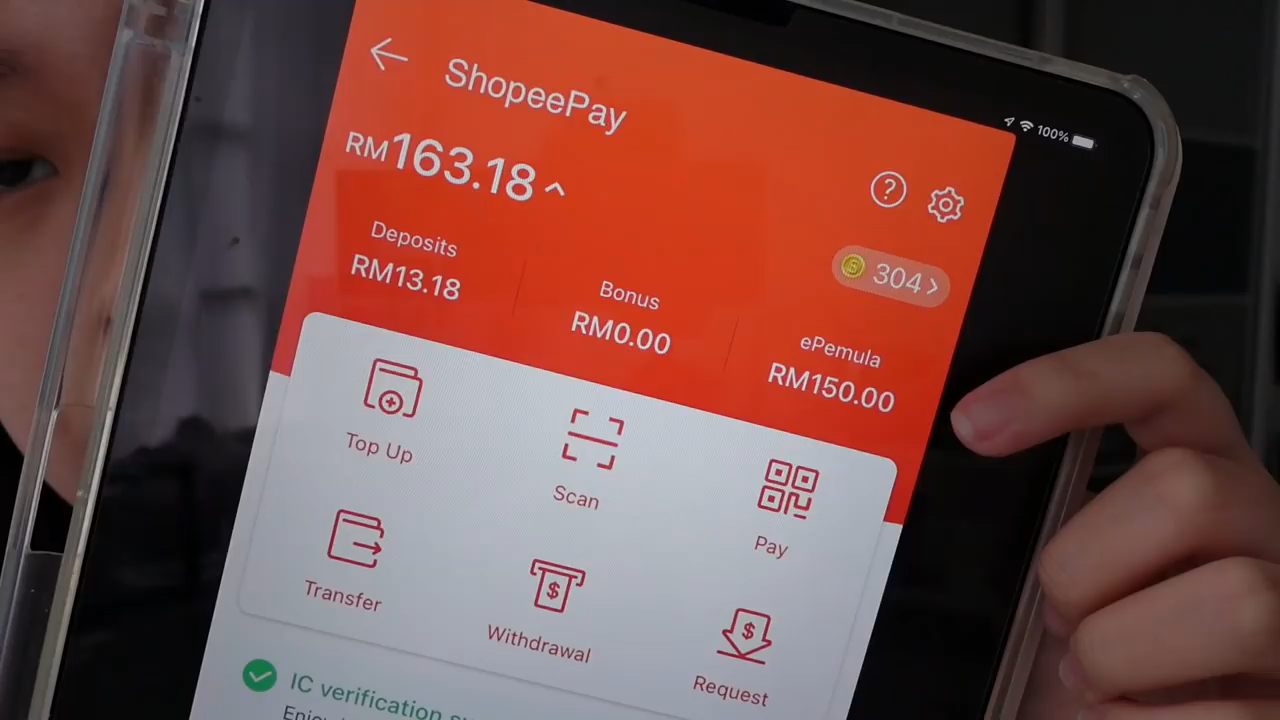 ShopeePay
100%
RM163.18
304
Deposits
RM13.18
Bonus
RM0.00
ePemula
RM150.00
Top Up
Scan
Pay
Transfer
Withdrawal
Request
IC verification